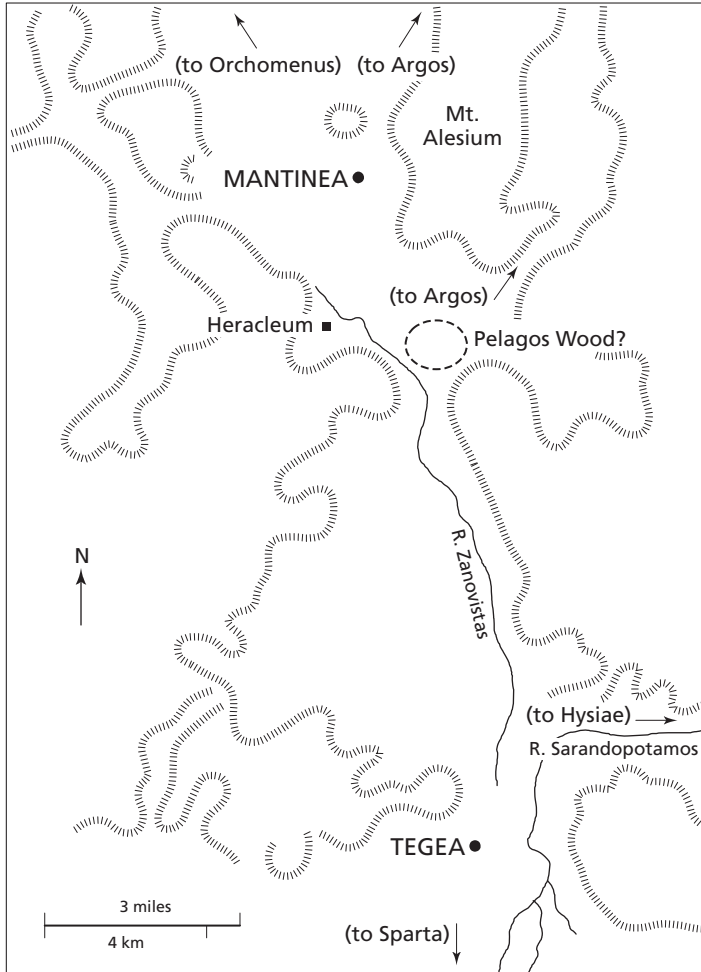 (to Orchomenus)
(to Argos)
Mt.
Alesium
MANTINEA
(to Argos)
Heracleum
Pelagos Wood?
N
R. Zanovistas
(to Hysiae)
R. Sarandopotamos
TEGEA
3 miles
4 km
(to Sparta)